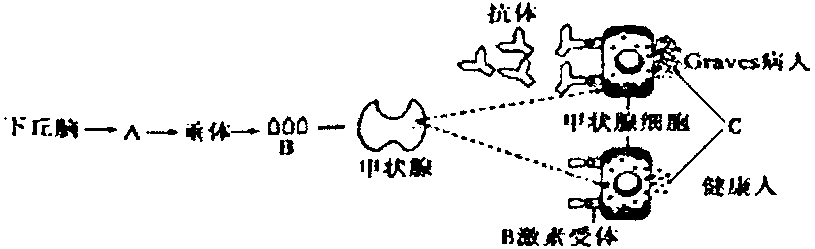 抗体
Graves病人
下丘脑 A 垂体 B 甲状腺
甲状腺细胞
C
健康人
B激素受体